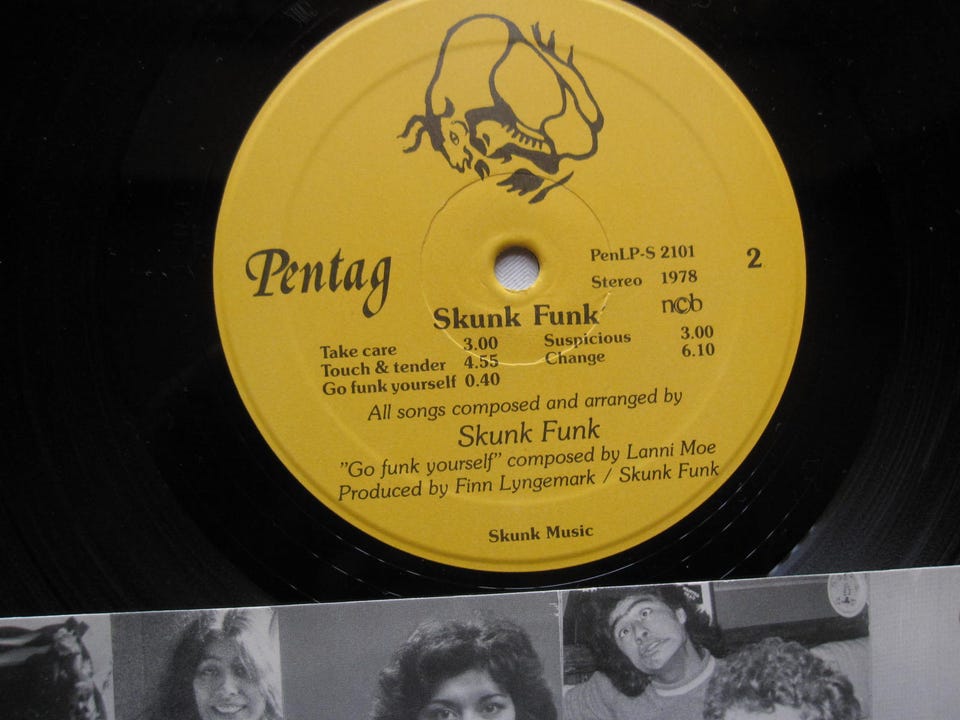 Pentag
PenLP-S 2101
Stereo 1978
ncb
2
Skunk Funk
Take care 3.00
Touch & tender 4.55
Go funk yourself 0.40
Suspicious 3.00
Change 6.10
All songs composed and arranged by
Skunk Funk
"Go funk yourself" composed by Lanni Moe
Produced by Finn Lyngemark / Skunk Funk
Skunk Music